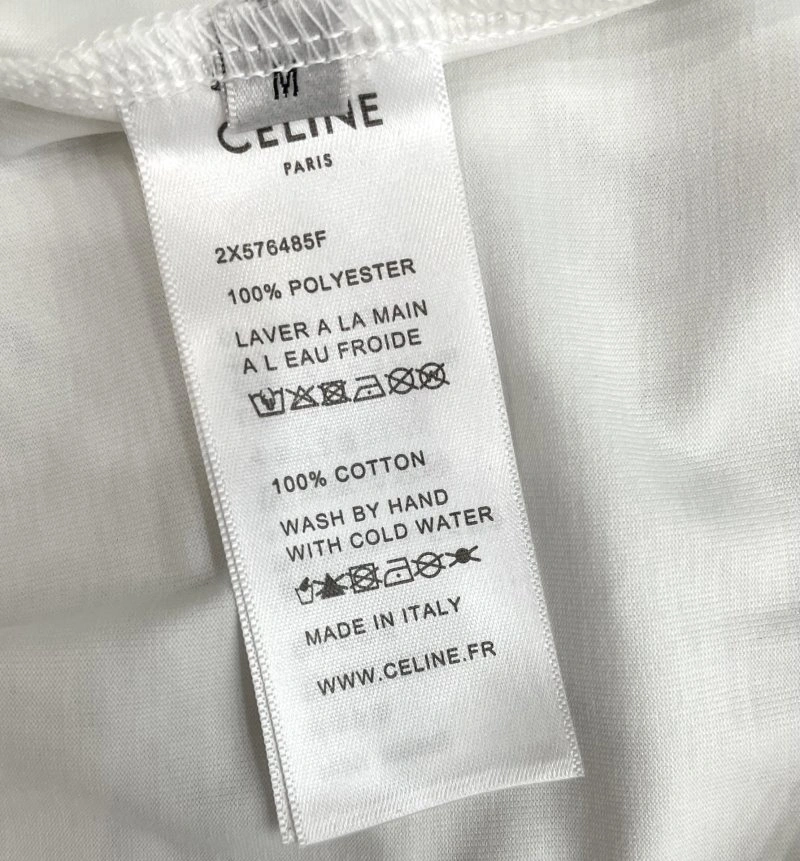 M
CELINE
PARIS
2X576485F
100% POLYESTER
LAVER A LA MAIN
A L EAU FROIDE
100% COTTON
WASH BY HAND
WITH COLD WATER
MADE IN ITALY
WWW.CELINE.FR